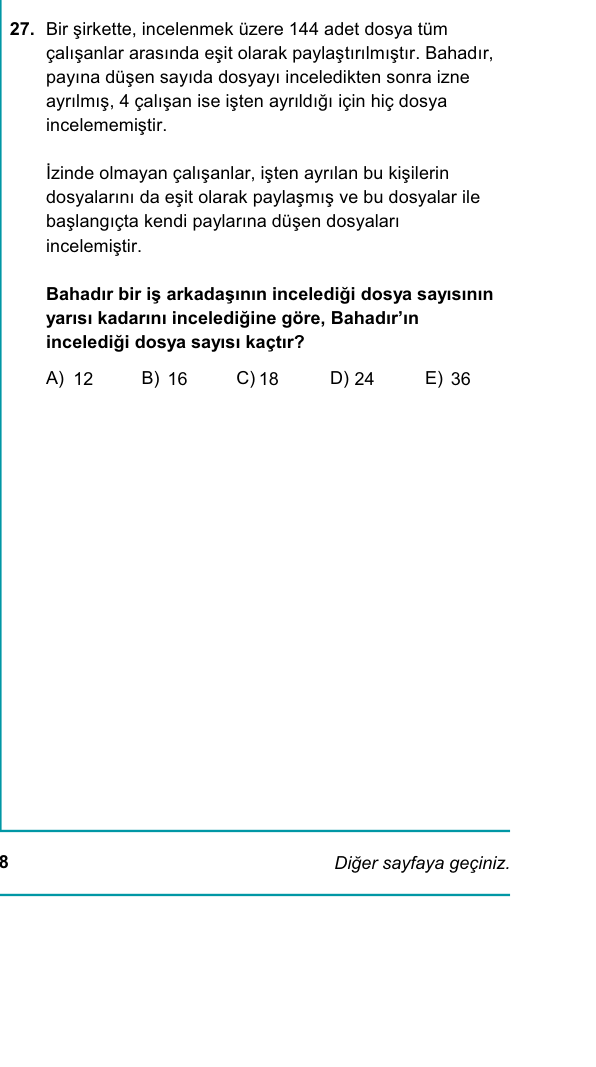 27. Bir şirkette, incelenmek üzere 144 adet dosya tüm
çalışanlar arasında eşit olarak paylaştırılmıştır. Bahadır,
payına düşen sayıda dosyayı inceledikten sonra izne
ayrılmış, 4 çalışan ise işten ayrıldığı için hiç dosya
incelememiştir.
İzinde olmayan çalışanlar, işten ayrılan bu kişilerin
dosyalarını da eşit olarak paylaşmış ve bu dosyalar ile
başlangıçta kendi paylarına düşen dosyaları
incelemiştir.
Bahadır bir iş arkadaşının incelediği dosya sayısının
yarısı kadarını incelediğine göre, Bahadır’ın
incelediği dosya sayısı kaçtır?
A) 12 B) 16 C) 18 D) 24 E) 36
8 Diğer sayfaya geçiniz.